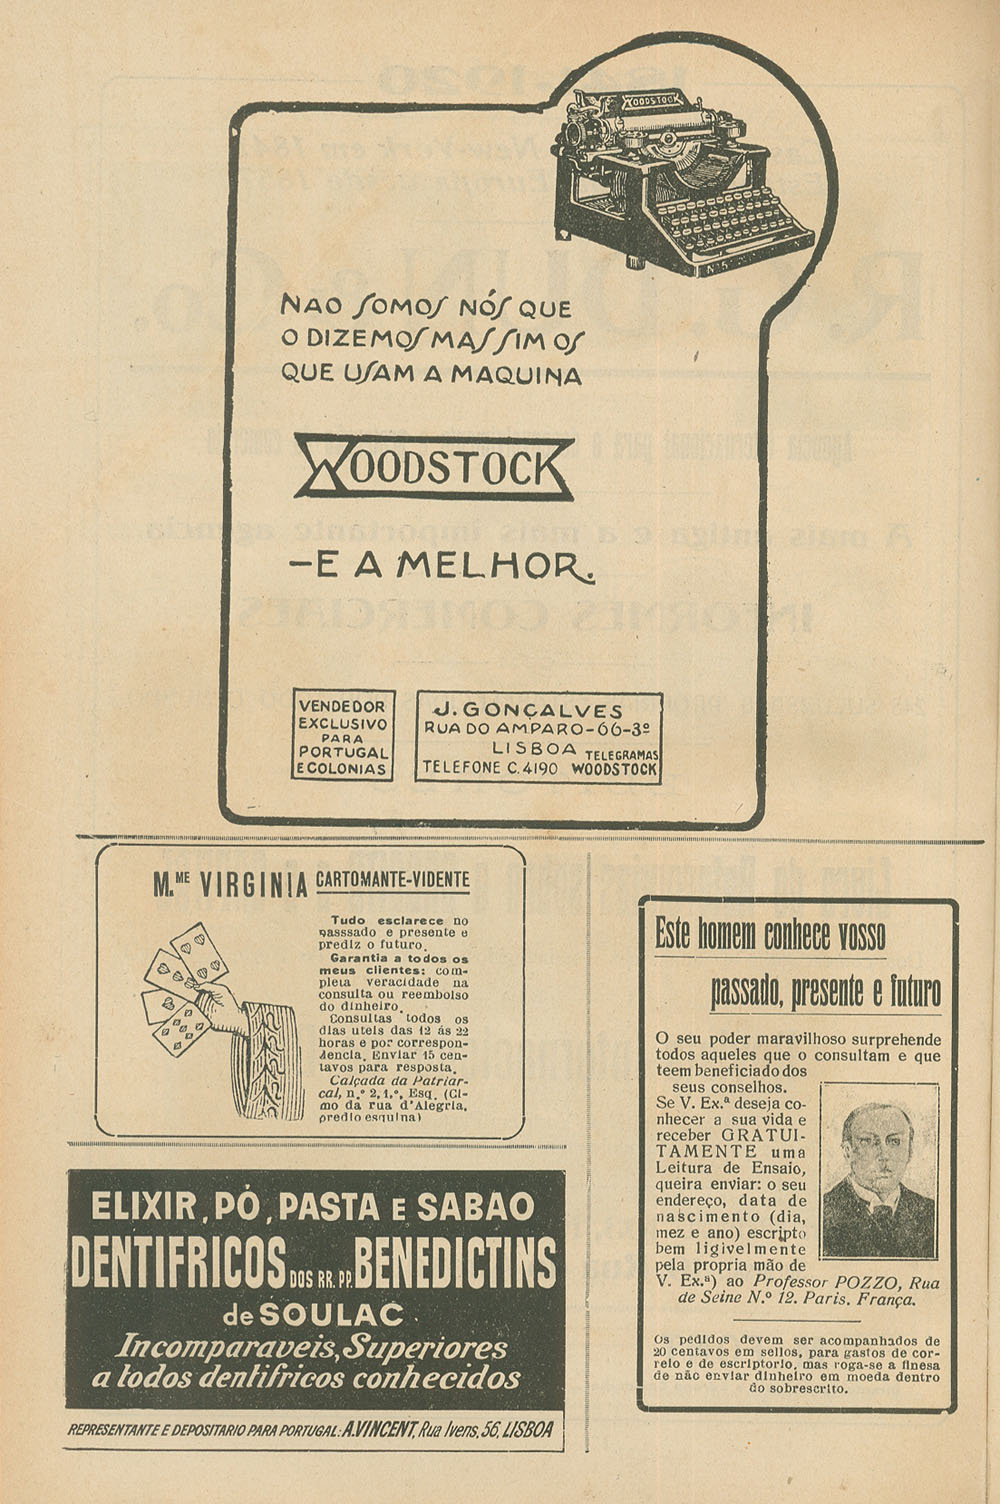 WOODSTOCK
Nº5
NAO SOMOS NÓS QUE
O DIZEMOS MAS SIM OS
QUE USAM A MAQUINA
WOODSTOCK
—E A MELHOR.
VENDEDOR
EXCLUSIVO
PARA
PORTUGAL
E COLONIAS
J. GONÇALVES
RUA DO AMPARO-66-3º
LISBOA TELEGRAMAS
TELEFONE C. 4190 WOODSTOCK
M.ME VIRGINIA CARTOMANTE-VIDENTE
Tudo esclarece no
passsado e presente e
prediz o futuro.
Garantia a todos os
meus clientes: com-
pleta veracidade na
consulta ou reembolso
do dinheiro.
Consultas todos os
dias uteis das 12 ás 22
horas e por correspon-
dencia. Enviar 15 cen-
tavos para resposta.
Calçada da Patriar-
cal, n.º 2, 1.º, Esq. (Ci-
mo da rua d'Alegria,
predio esquina)
ELIXIR, PÓ, PASTA E SABAO
DENTIFRICOS DOS RR. PP. BENEDICTINS
de SOULAC
Incomparaveis, Superiores
a todos dentifricos conhecidos
REPRESENTANTE E DEPOSITARIO PARA PORTUGAL: A. VINCENT, Rua Ivens, 56, LISBOA
Este homem conhece vosso
passado, presente e futuro
O seu poder maravilhoso surprehende
todos aqueles que o consultam e que
teem beneficiado dos
seus conselhos.
Se V. Ex.ª deseja co-
nhecer a sua vida e
receber GRATUI-
TAMENTE uma
Leitura de Ensaio,
queira enviar: o seu
endereço, data de
nascimento (dia,
mez e ano) escripto
bem ligivelmente
pela propria mão de
V. Ex.ª) ao Professor POZZO, Rua
de Seine N.º 12. Paris. França.
Os pedidos devem ser acompanhados de
20 centavos em sellos, para gastos de cor-
reio e de escriptorio, mas roga-se a finesa
de não enviar dinheiro em moeda dentro
do sobrescrito.